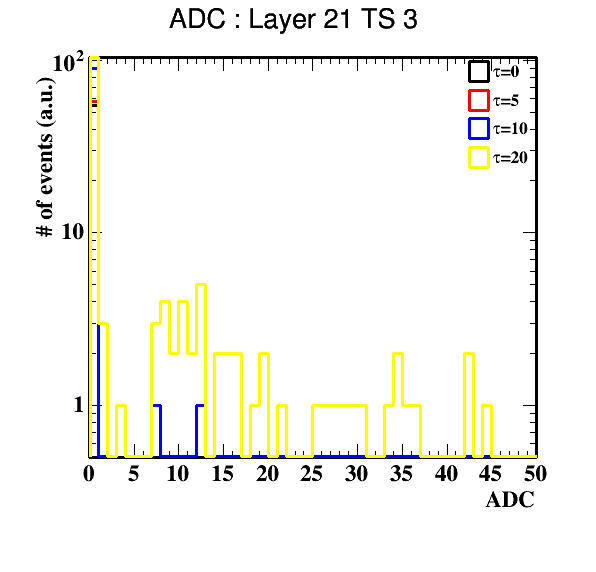 ADC : Layer 21 TS 3
# of events (a.u.)
10²
10
1
τ=0
τ=5
τ=10
τ=20
0 5 10 15 20 25 30 35 40 45 50
ADC